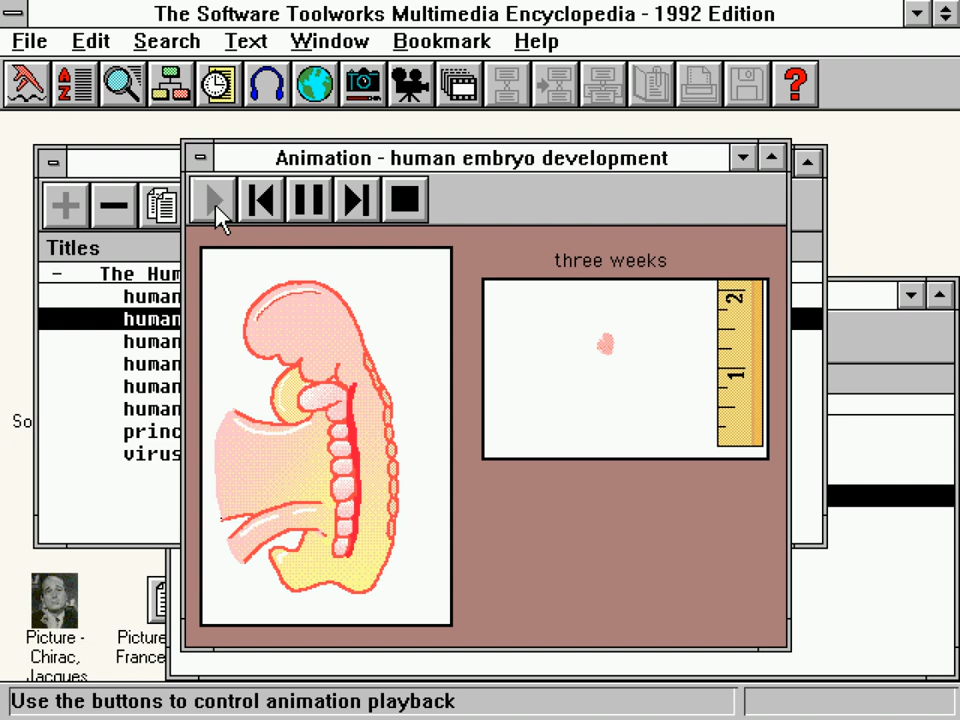 The Software Toolworks Multimedia Encyclopedia - 1992 Edition
File Edit Search Text Window Bookmark Help
A
Z
?
Animation - human embryo development
Titles
three weeks
- The Hum
human
human
human
human
human
human
princ
virus
2
1
So
Picture -
Chirac,
Jacques
Picture
France
Use the buttons to control animation playback